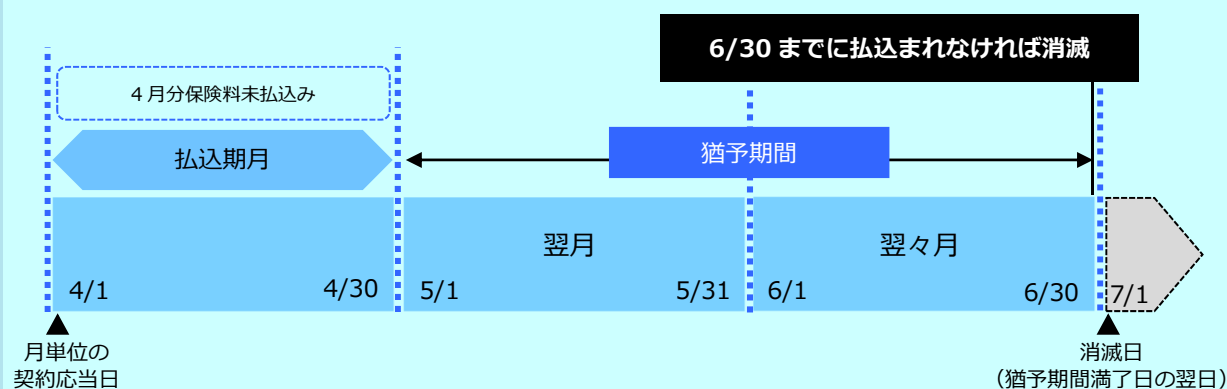 6/30 までに払込まれなければ消滅
4 月分保険料未払込み
払込期月
猶予期間
翌月
翌々月
4/1
4/30
5/1
5/31
6/1
6/30
7/1
月単位の
契約応当日
消滅日
（猶予期間満了日の翌日）